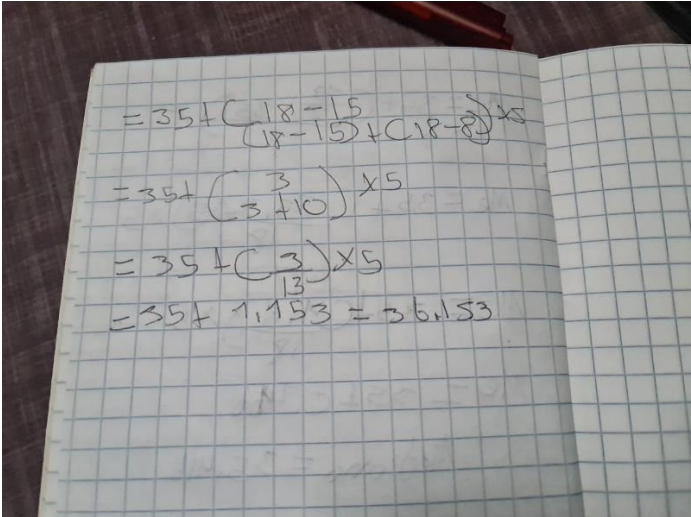 = 35 + ( 18 - 15
(18 - 15) + (18 - 8) ) x 5
= 35 + ( 3
3 + 10 ) x 5
= 35 + ( 3
13 ) x 5
= 35 + 1,153 = 36,153